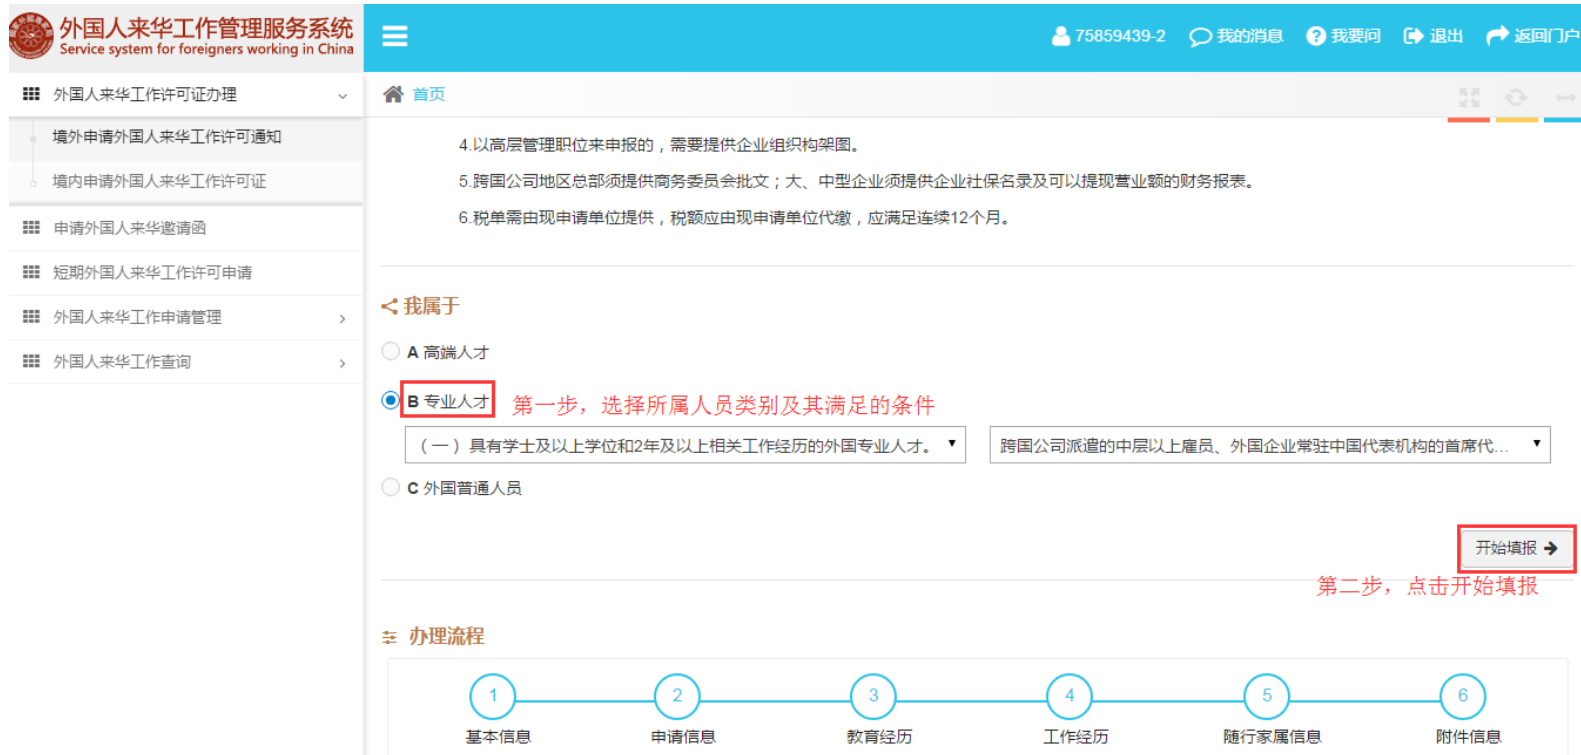 外国人来华工作管理服务系统
Service system for foreigners working in China
75859439-2 我的消息 我要问 退出 返回门户
外国人来华工作许可证办理
首页
境外申请外国人来华工作许可通知
境内申请外国人来华工作许可证
申请外国人来华邀请函
短期外国人来华工作许可申请
外国人来华工作申请管理
外国人来华工作查询
4.以高层管理职位来申报的，需要提供企业组织构架图。
5.跨国公司地区总部须提供商务委员会批文；大、中型企业须提供企业社保名录及可以提现营业额的财务报表。
6.税单需由现申请单位提供，税额应由现申请单位代缴，应满足连续12个月。
我属于
A 高端人才
B 专业人才 第一步，选择所属人员类别及其满足的条件
（一）具有学士及以上学位和2年及以上相关工作经历的外国专业人才。 跨国公司派遣的中层以上雇员、外国企业常驻中国代表机构的首席代...
C 外国普通人员
开始填报
第二步，点击开始填报
办理流程
1 2 3 4 5 6
基本信息 申请信息 教育经历 工作经历 随行家属信息 附件信息